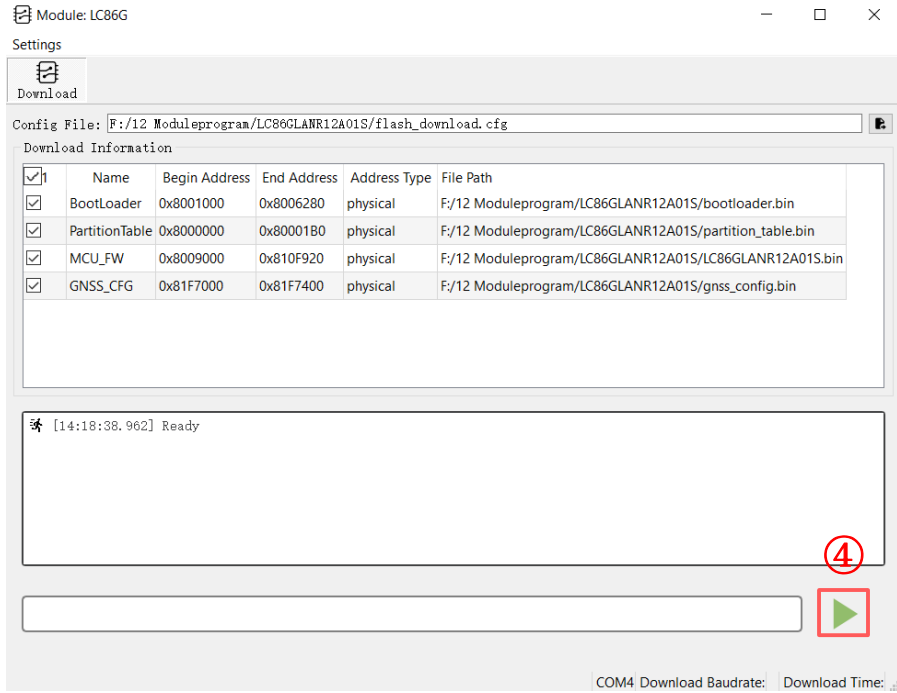 Module: LC86G
Settings
Download
Config File: F:/12 Moduleprogram/LC86GLANR12A01S/flash_download.cfg
Download Information
1 Name Begin Address End Address Address Type File Path
BootLoader 0x8001000 0x8006280 physical F:/12 Moduleprogram/LC86GLANR12A01S/bootloader.bin
PartitionTable 0x8000000 0x80001B0 physical F:/12 Moduleprogram/LC86GLANR12A01S/partition_table.bin
MCU_FW 0x8009000 0x810F920 physical F:/12 Moduleprogram/LC86GLANR12A01S/LC86GLANR12A01S.bin
GNSS_CFG 0x81F7000 0x81F7400 physical F:/12 Moduleprogram/LC86GLANR12A01S/gnss_config.bin
[14:18:38.962] Ready
④
COM4 Download Baudrate: Download Time: